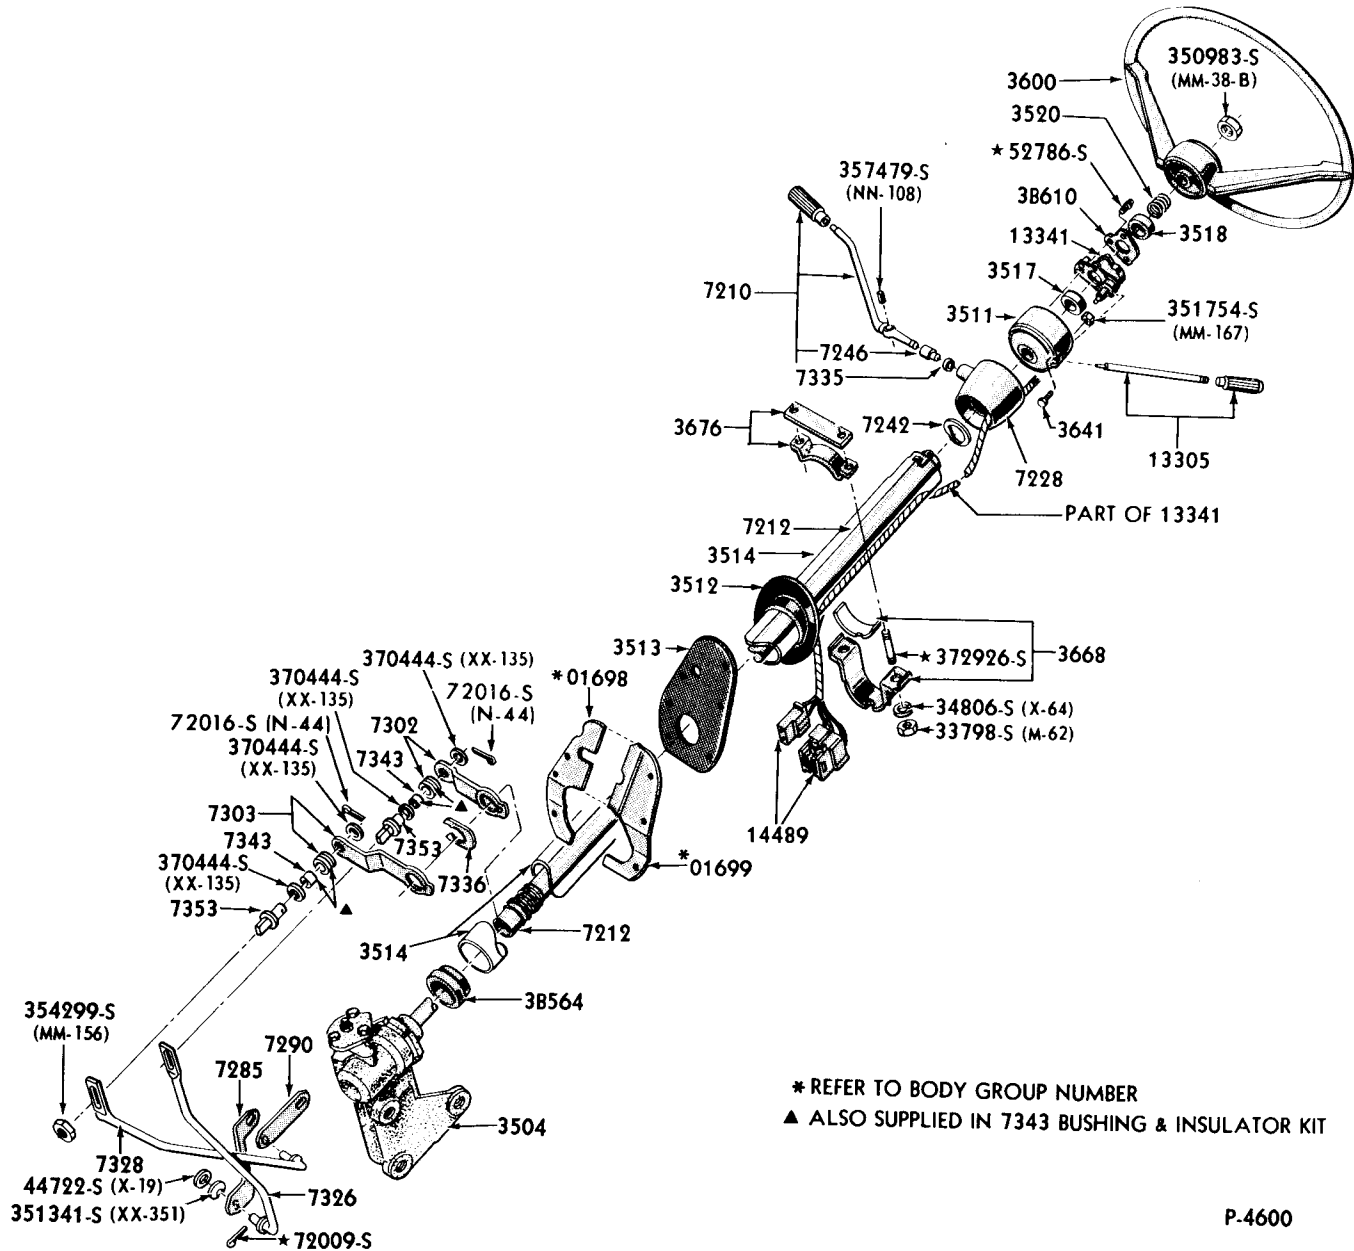 350983-S
(MM-38-B)
3600
3520
★ 52786-S
357479-S
(NN-108)
3B610
13341
3518
3517
7210
3511
351754-S
(MM-167)
7246
7335
3676
7242
3641
13305
7228
PART OF 13341
7212
3514
3512
3513
370444-S (XX-135)
370444-S
(XX-135)
*01698
72016-S
(N-44)
★ 372926-S
3668
72016-S (N-44)
7302
34806-S (X-64)
370444-S
(XX-135)
7343
33798-S (M-62)
7303
▲
14489
7343
7353
370444-S
(XX-135)
7336
*01699
7353
▲
3514
7212
3B564
354299-S
(MM-156)
7290
7285
* REFER TO BODY GROUP NUMBER
3504
▲ ALSO SUPPLIED IN 7343 BUSHING & INSULATOR KIT
7328
44722-S (X-19)
7326
351341-S (XX-351)
★ 72009-S
P-4600